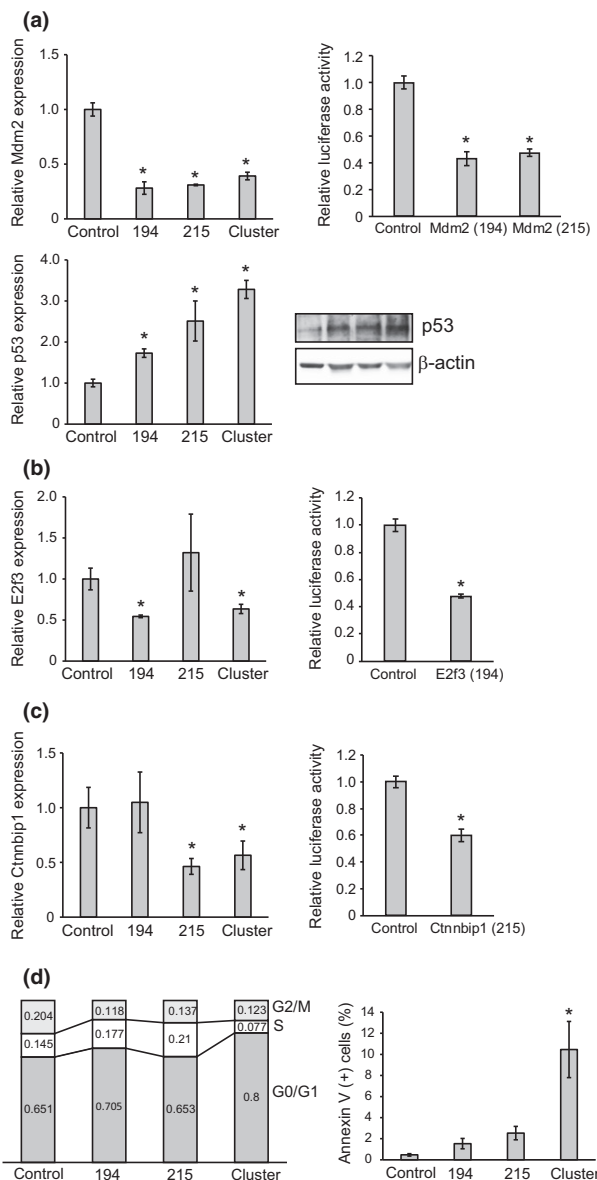 (a)
Relative Mdm2 expression
1.5
1.0
0.5
0
*
*
*
Control 194 215 Cluster
Relative luciferase activity
1.2
1.0
0.8
0.6
0.4
0.2
0
*
*
Control Mdm2 (194) Mdm2 (215)
Relative p53 expression
4.0
3.0
2.0
1.0
0
*
*
*
Control 194 215 Cluster
p53
β-actin
(b)
Relative E2f3 expression
2.0
1.5
1.0
0.5
0
*
*
Control 194 215 Cluster
Relative luciferase activity
1.2
1.0
0.8
0.6
0.4
0.2
0
*
Control E2f3 (194)
(c)
Relative Ctnnbip1 expression
1.5
1.0
0.5
0
*
*
Control 194 215 Cluster
Relative luciferase activity
1.2
1.0
0.8
0.6
0.4
0.2
0
*
Control Ctnnbip1 (215)
(d)
0.204 0.118 0.137 0.123 G2/M
0.145 0.177 0.21 0.077 S
0.651 0.705 0.653 0.8 G0/G1
Control 194 215 Cluster
Annexin V (+) cells (%)
14
12
10
8
6
4
2
0
*
Control 194 215 Cluster